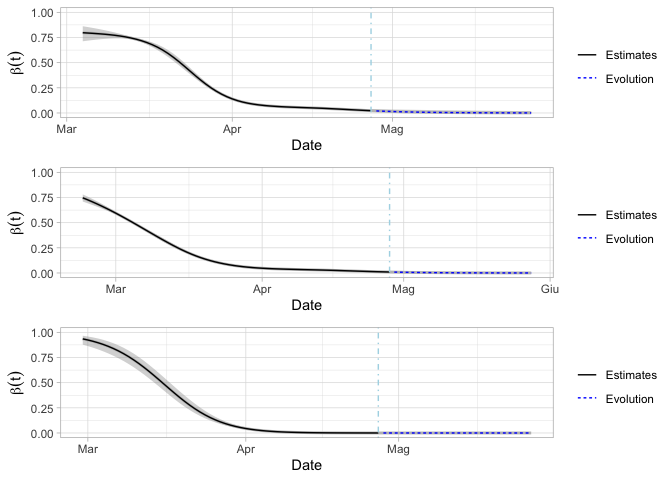 1.00
0.75
0.50
0.25
0.00
β(t)
Mar Apr Mag
Date
Estimates
Evolution
1.00
0.75
0.50
0.25
0.00
β(t)
Mar Apr Mag Giu
Date
Estimates
Evolution
1.00
0.75
0.50
0.25
0.00
β(t)
Mar Apr Mag
Date
Estimates
Evolution